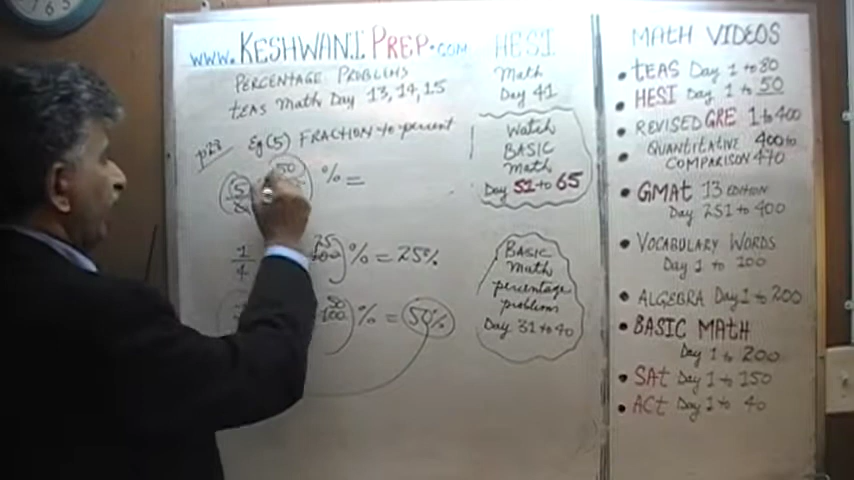 www.KESHWANIPREP.com
PERCENTAGE PROBLEMS
TEAS Math Day 13, 14, 15
p23 Eg(5) FRACTION to percent
5 50 % =
8
1 25
4 100 % = 25%
50
100 % = 50%
HESI
Math
Day 41
Watch
BASIC
Math
Day 51 to 65
BASIC
Math
percentage
problems
Day 31 to 40
MATH VIDEOS
• TEAS Day 1 to 80
• HESI Day 1 to 50
• REVISED GRE 1 to 400
• QUANTITATIVE 400 to
COMPARISON 470
• GMAT 13 EDITION
Day 251 to 400
• VOCABULARY WORDS
Day 1 to 100
• ALGEBRA Day 1 to 200
• BASIC MATH
Day 1 to 200
• SAT Day 1 to 150
• ACT Day 1 to 40